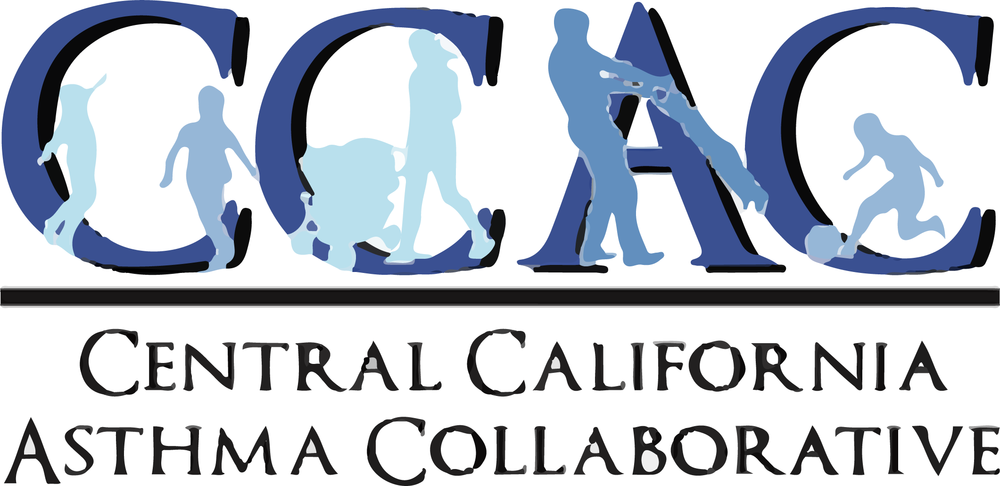 CCAC
CENTRAL CALIFORNIA
ASTHMA COLLABORATIVE